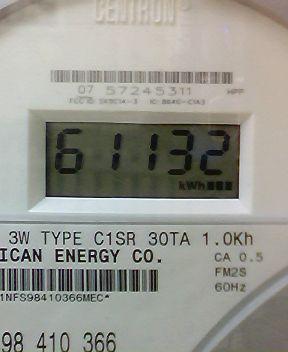 CENTRON
07 57245311 HPF
61132
kWh
3W TYPE C1SR 30TA 1.0Kh
ICAN ENERGY CO. CA 0.5
FM2S
60Hz
1NFS98410366MEC*
98 410 366